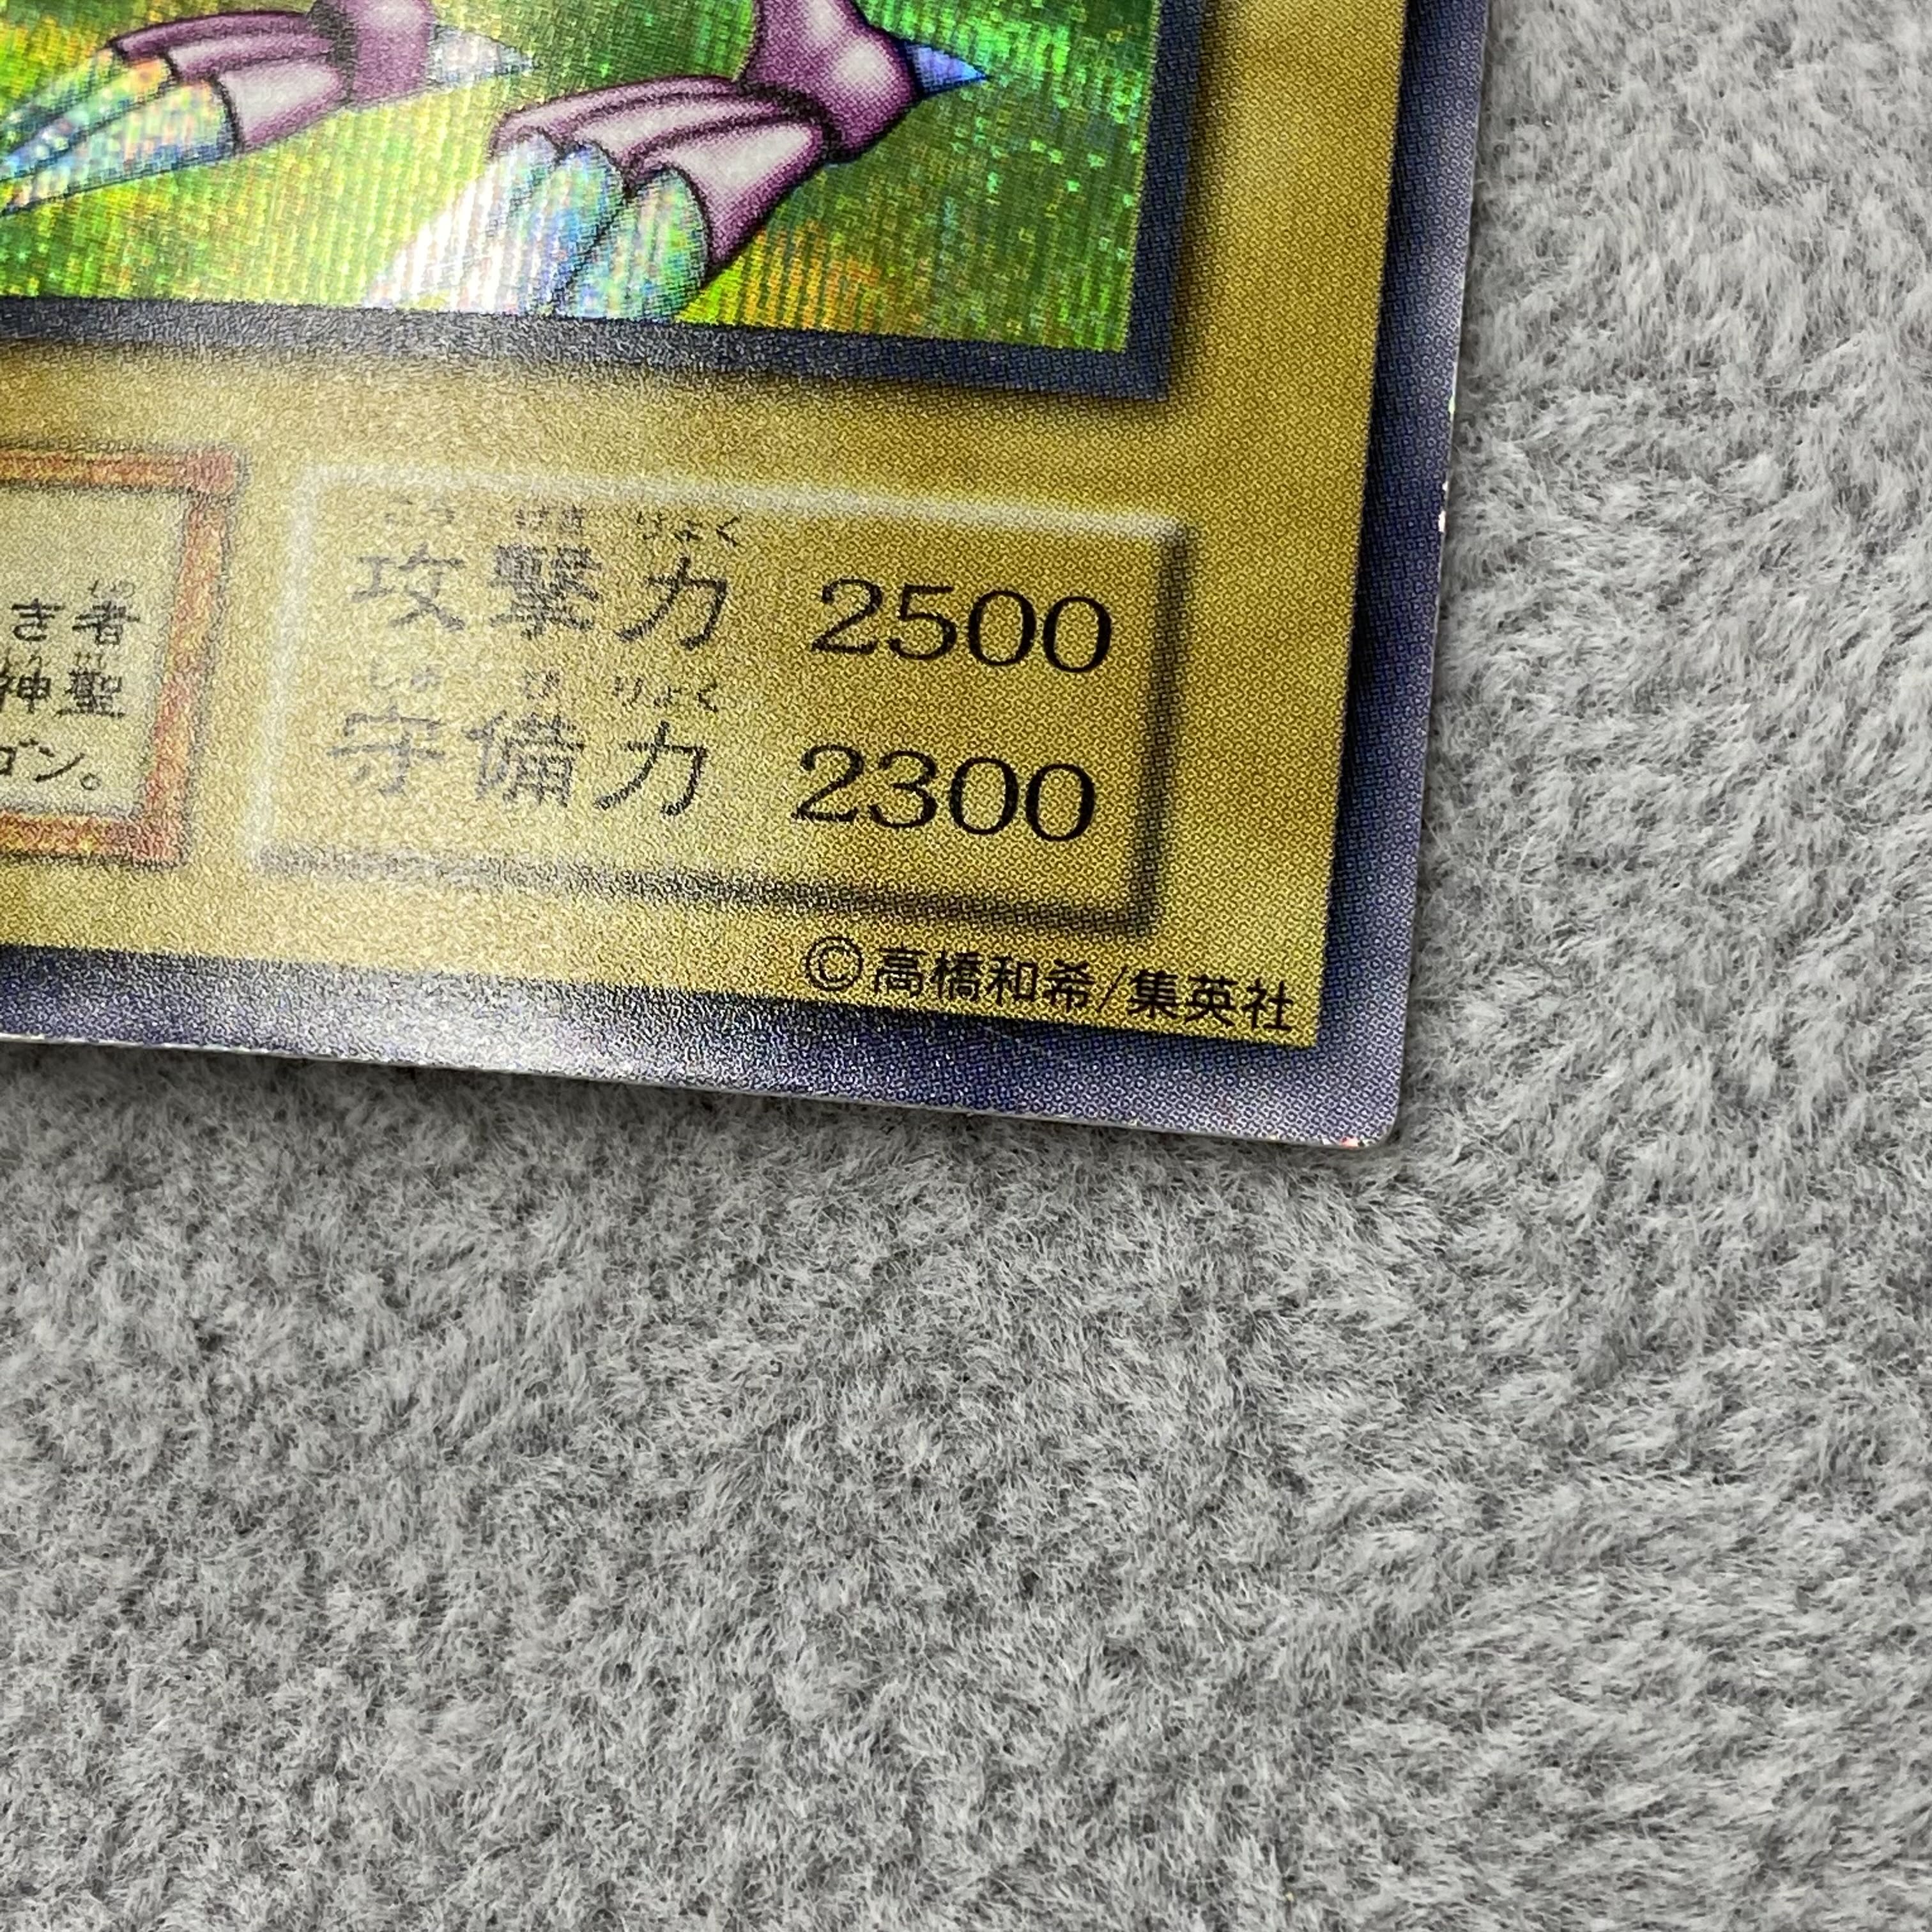 き者
神聖
ゴン。
こう げき りょく
攻撃力 2500
しゅ び りょく
守備力 2300
©高橋和希/集英社